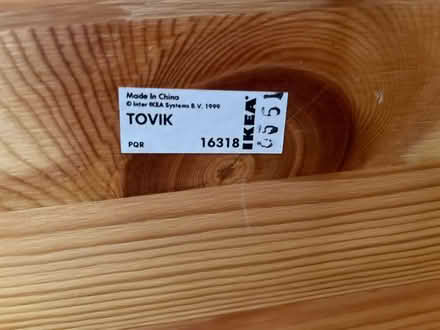 Made in China
© Inter IKEA Systems B.V. 1999
TOVIK
PQR 16318
IKEA®